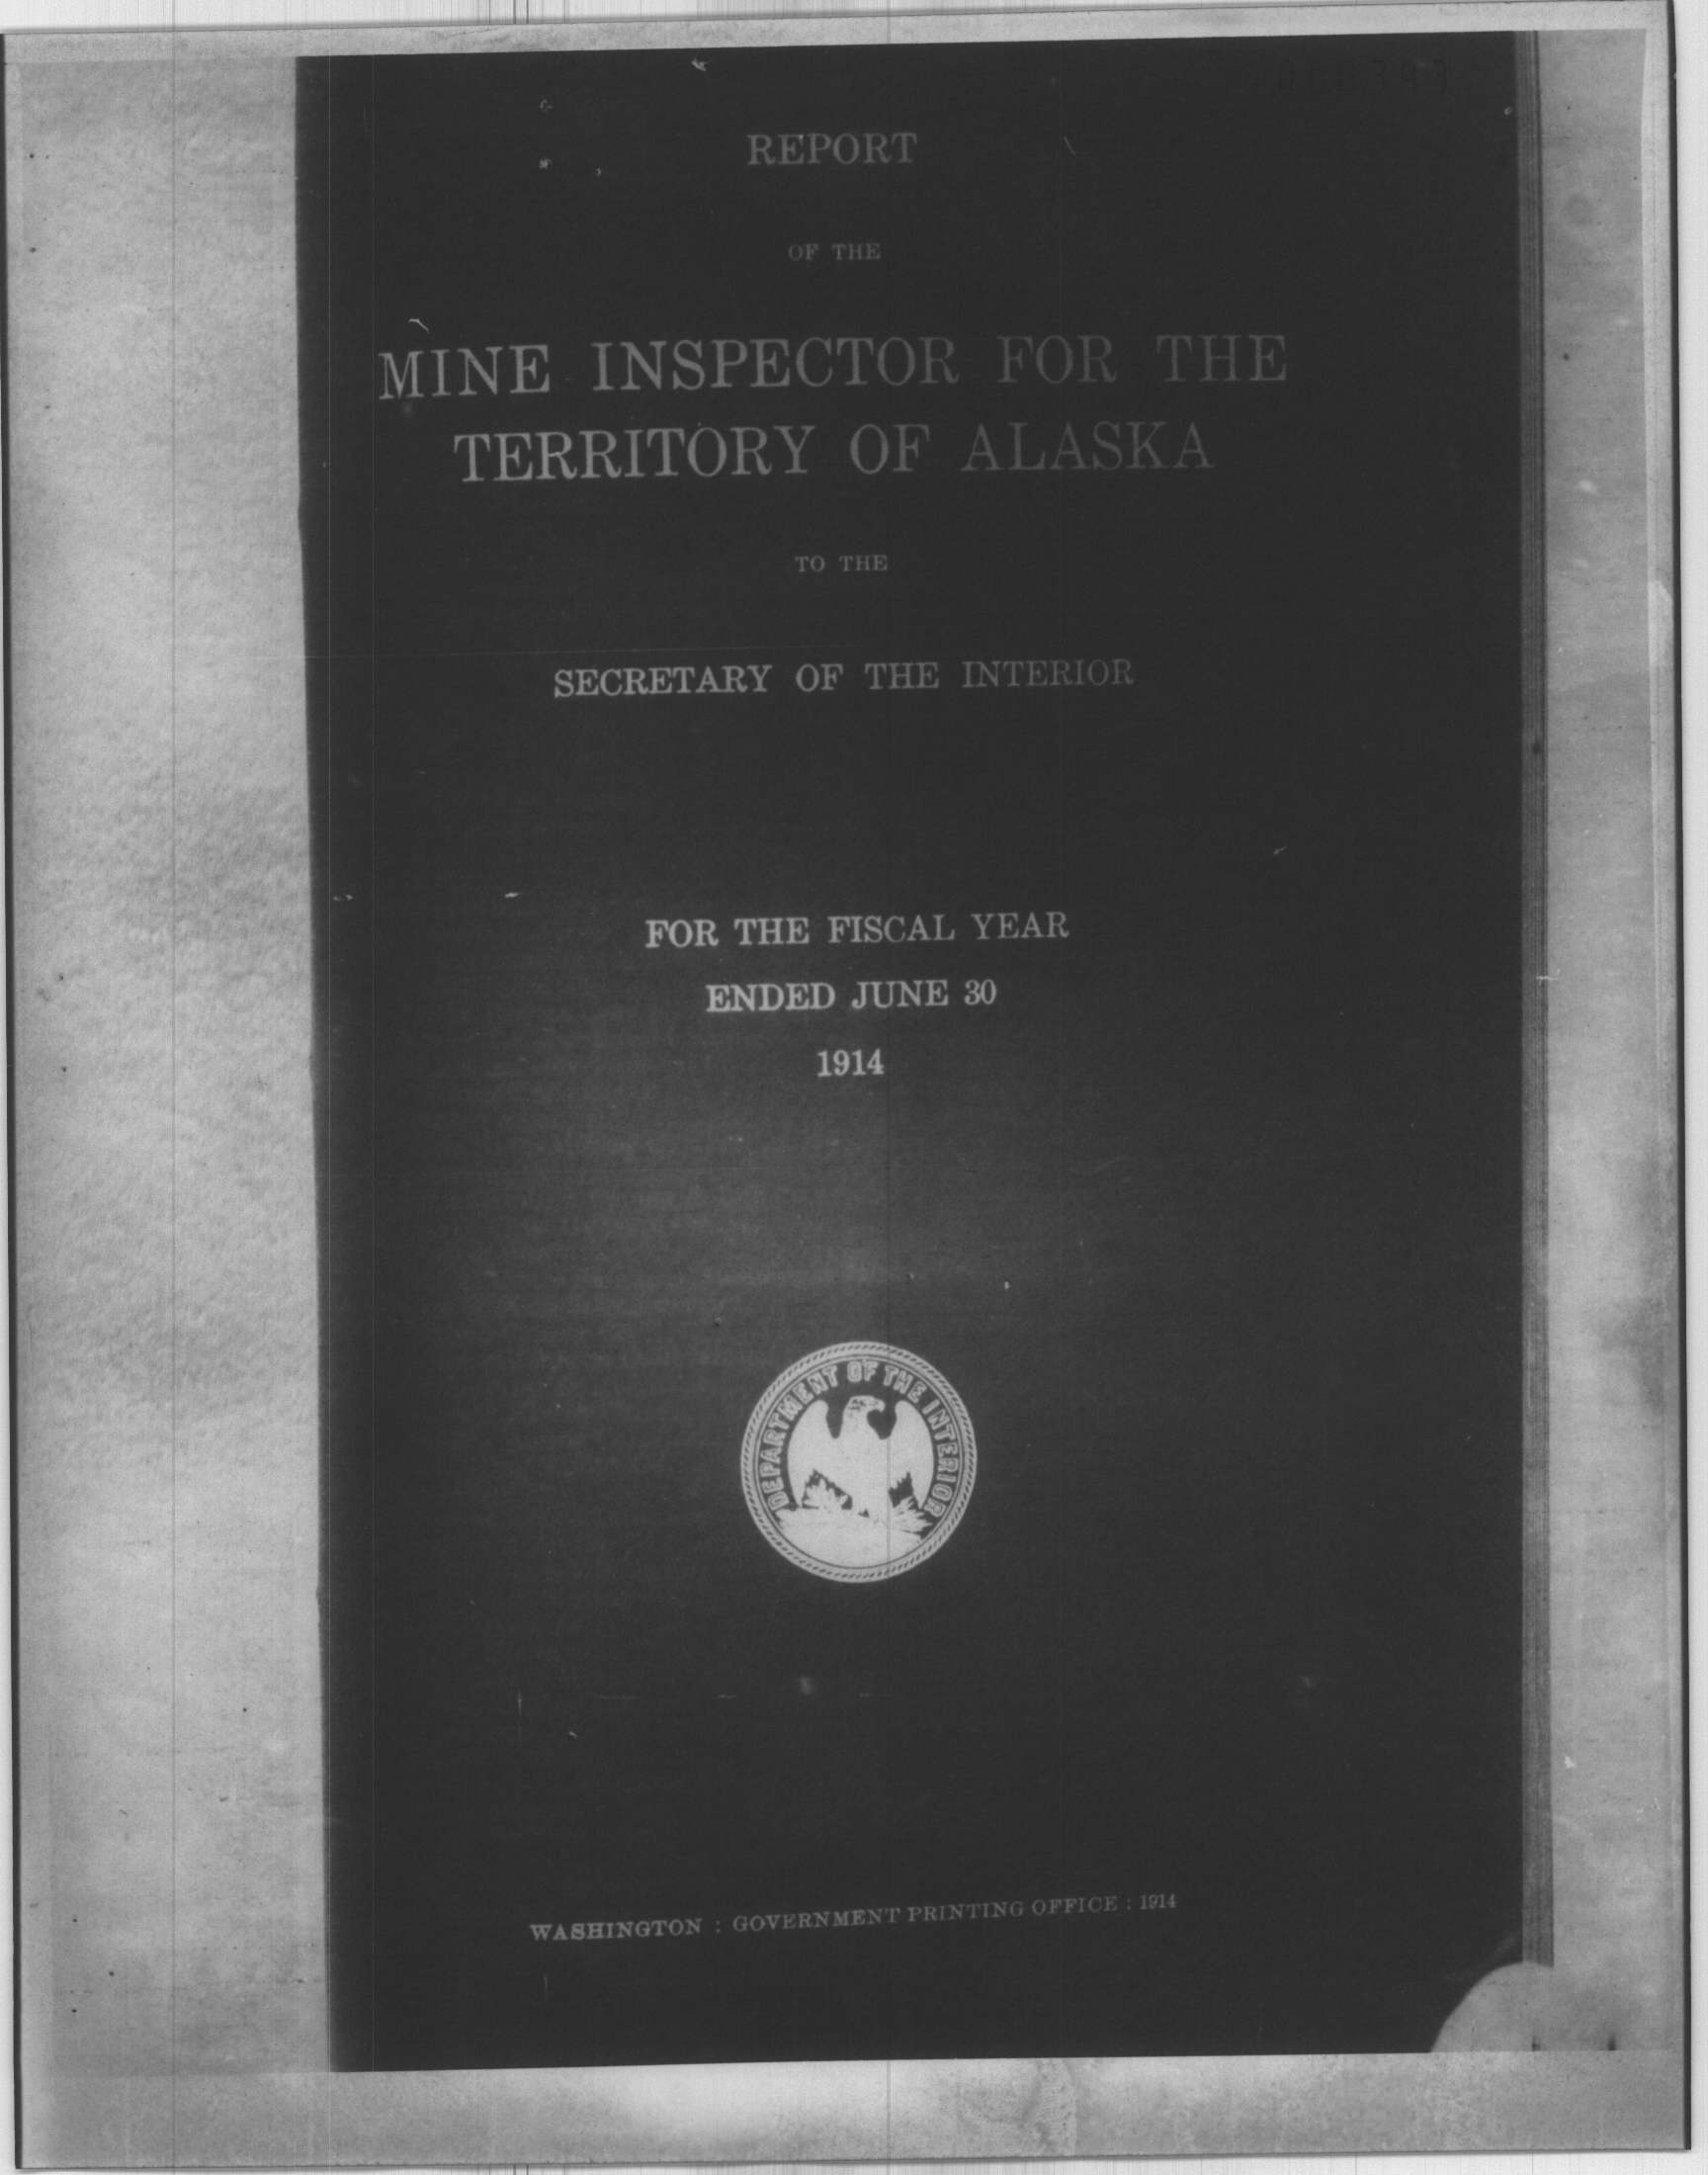 REPORT
OF THE
MINE INSPECTOR FOR THE
TERRITORY OF ALASKA
TO THE
SECRETARY OF THE INTERIOR
FOR THE FISCAL YEAR
ENDED JUNE 30
1914
DEPARTMENT OF THE INTERIOR
WASHINGTON : GOVERNMENT PRINTING OFFICE : 1914